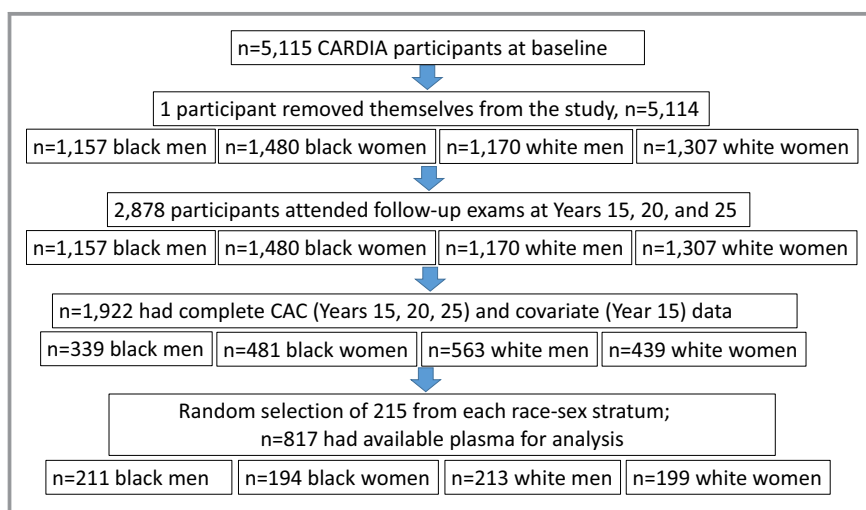 n=5,115 CARDIA participants at baseline
1 participant removed themselves from the study, n=5,114
n=1,157 black men n=1,480 black women n=1,170 white men n=1,307 white women
2,878 participants attended follow-up exams at Years 15, 20, and 25
n=1,157 black men n=1,480 black women n=1,170 white men n=1,307 white women
n=1,922 had complete CAC (Years 15, 20, 25) and covariate (Year 15) data
n=339 black men n=481 black women n=563 white men n=439 white women
Random selection of 215 from each race-sex stratum;
n=817 had available plasma for analysis
n=211 black men n=194 black women n=213 white men n=199 white women